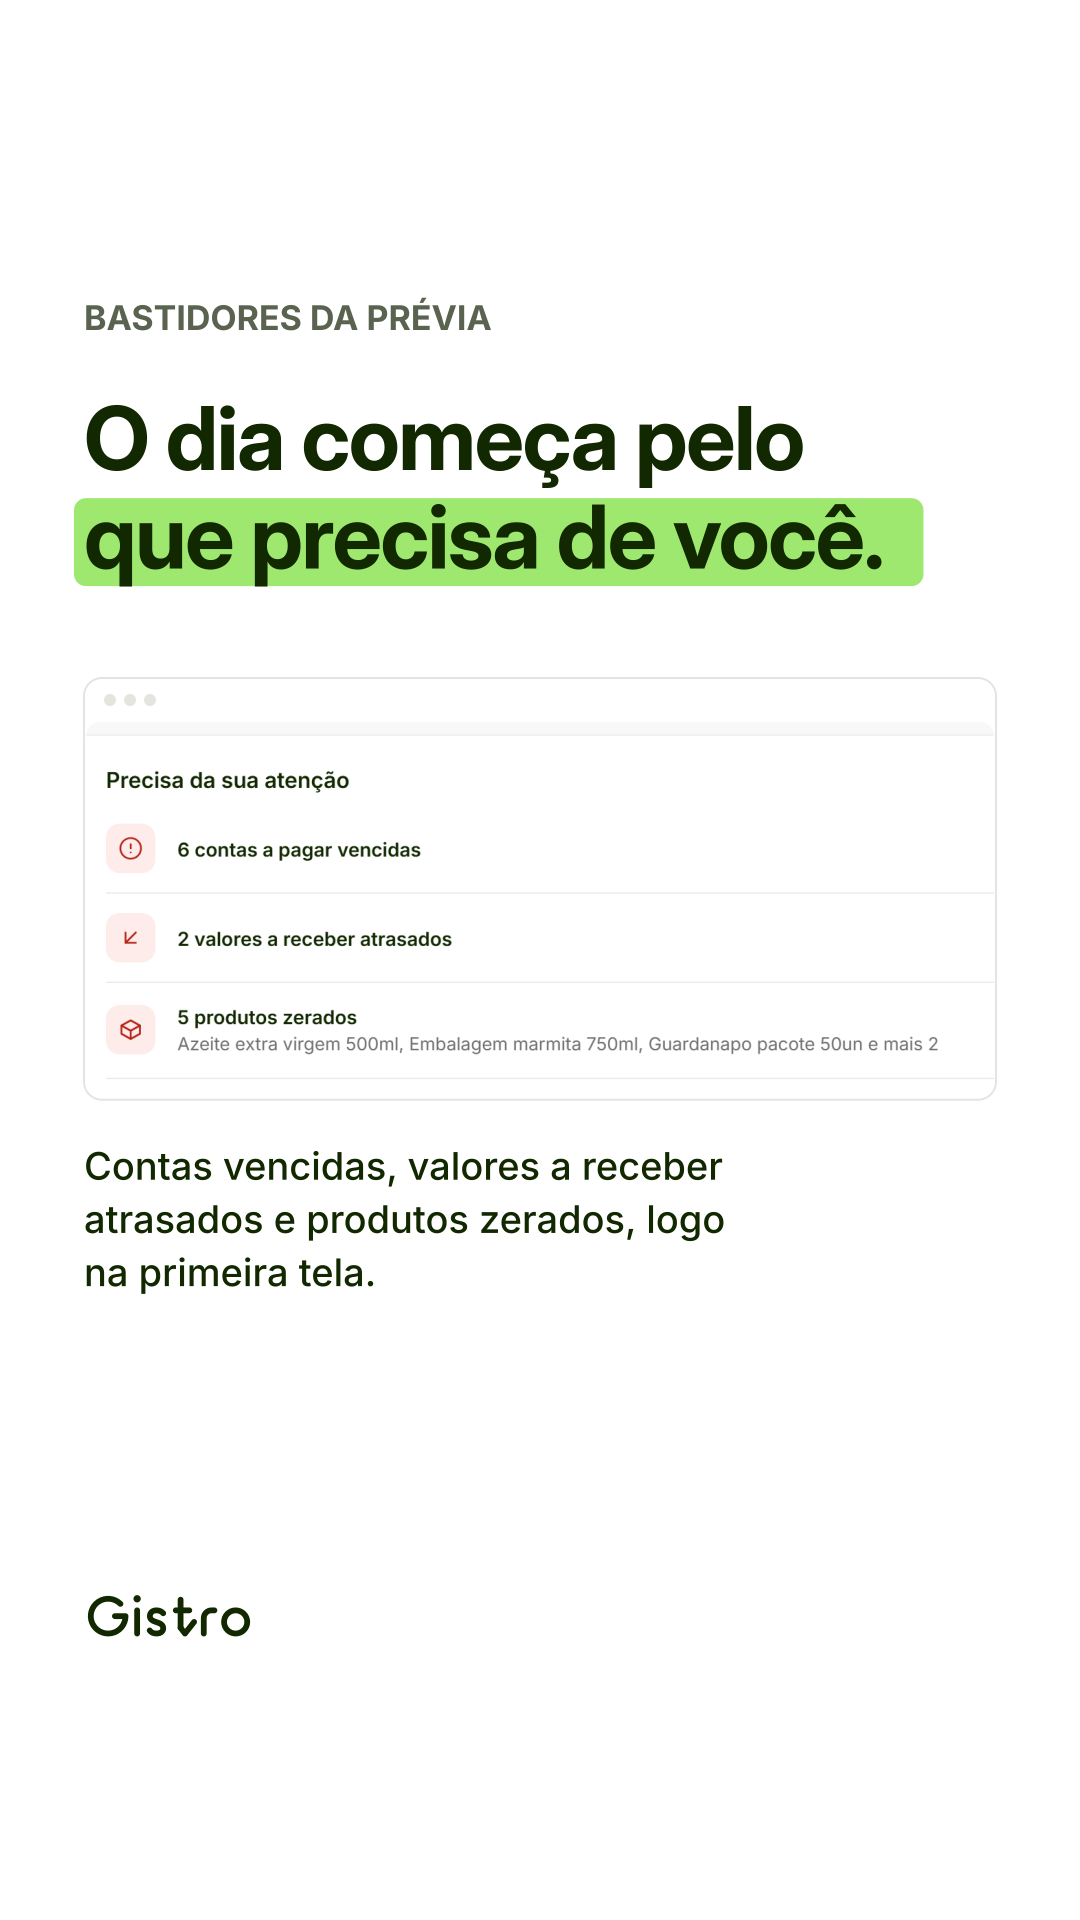 BASTIDORES DA PRÉVIA
O dia começa pelo
que precisa de você.
Precisa da sua atenção
6 contas a pagar vencidas
2 valores a receber atrasados
5 produtos zerados
Azeite extra virgem 500ml, Embalagem marmita 750ml, Guardanapo pacote 50un e mais 2
Contas vencidas, valores a receber
atrasados e produtos zerados, logo
na primeira tela.
Gistro